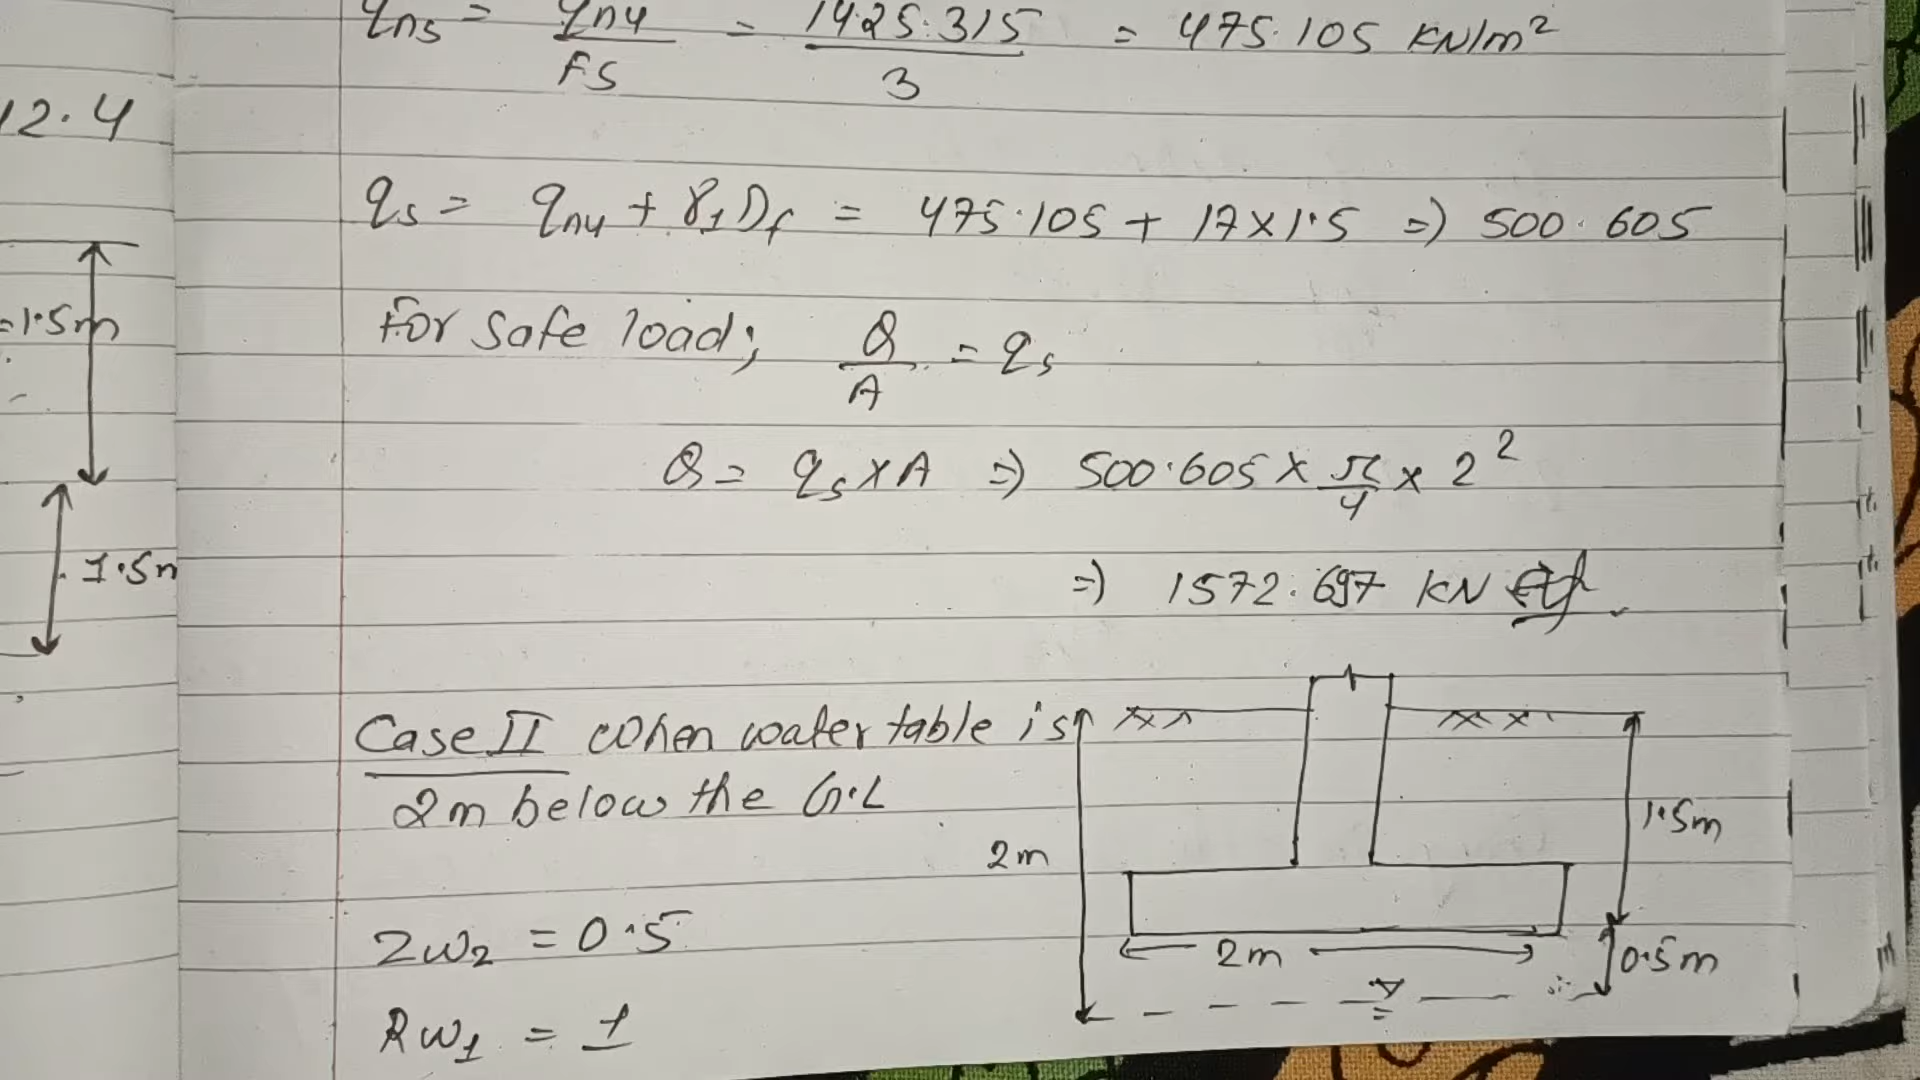 qns = qnu/FS = 1425.315/3 = 475.105 KN/m²
12.4
qs = qnu + γ1Df = 475.105 + 17×1.5 ⇒ 500.605
=1.5m
For safe load; Q/A = qs
Q = qs×A ⇒ 500.605 × π/4 × 2²
1.5m
⇒ 1572.697 KN
Case II when water table is
2m below the G.L
2m
1.5m
Zw2 = 0.5
2m
0.5m
Rw1 = 1